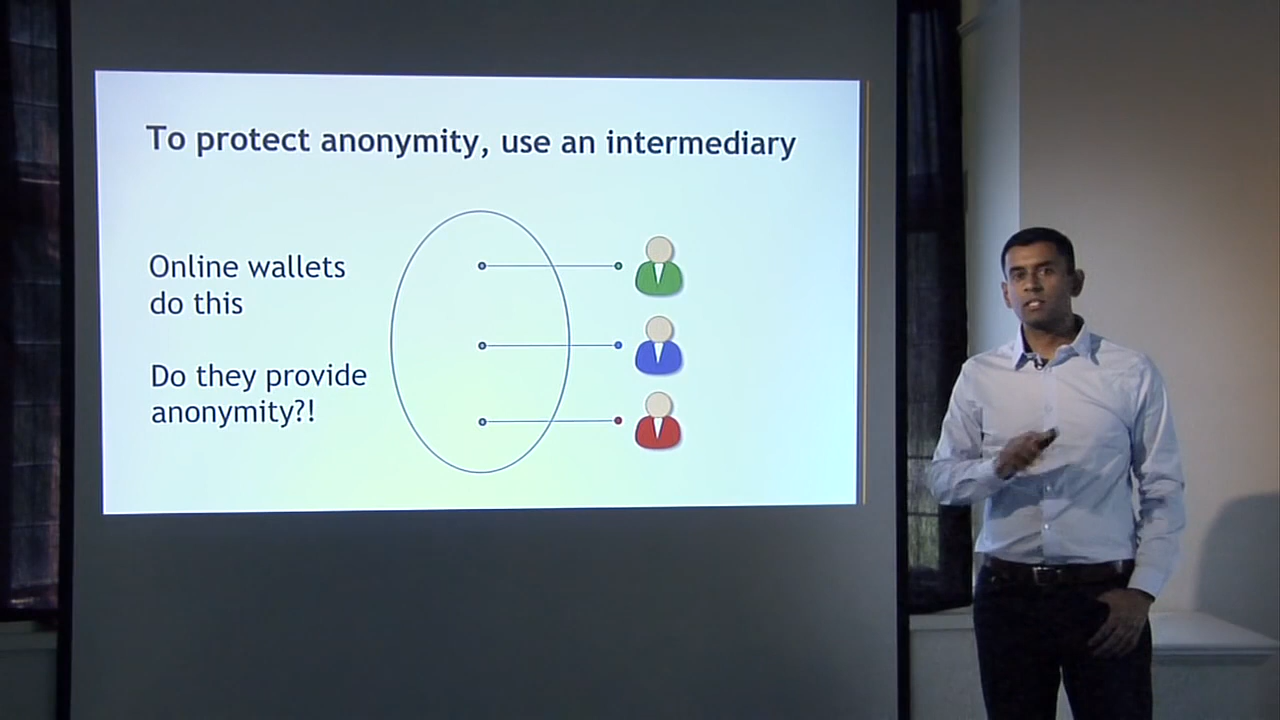 To protect anonymity, use an intermediary
Online wallets
do this
Do they provide
anonymity?!